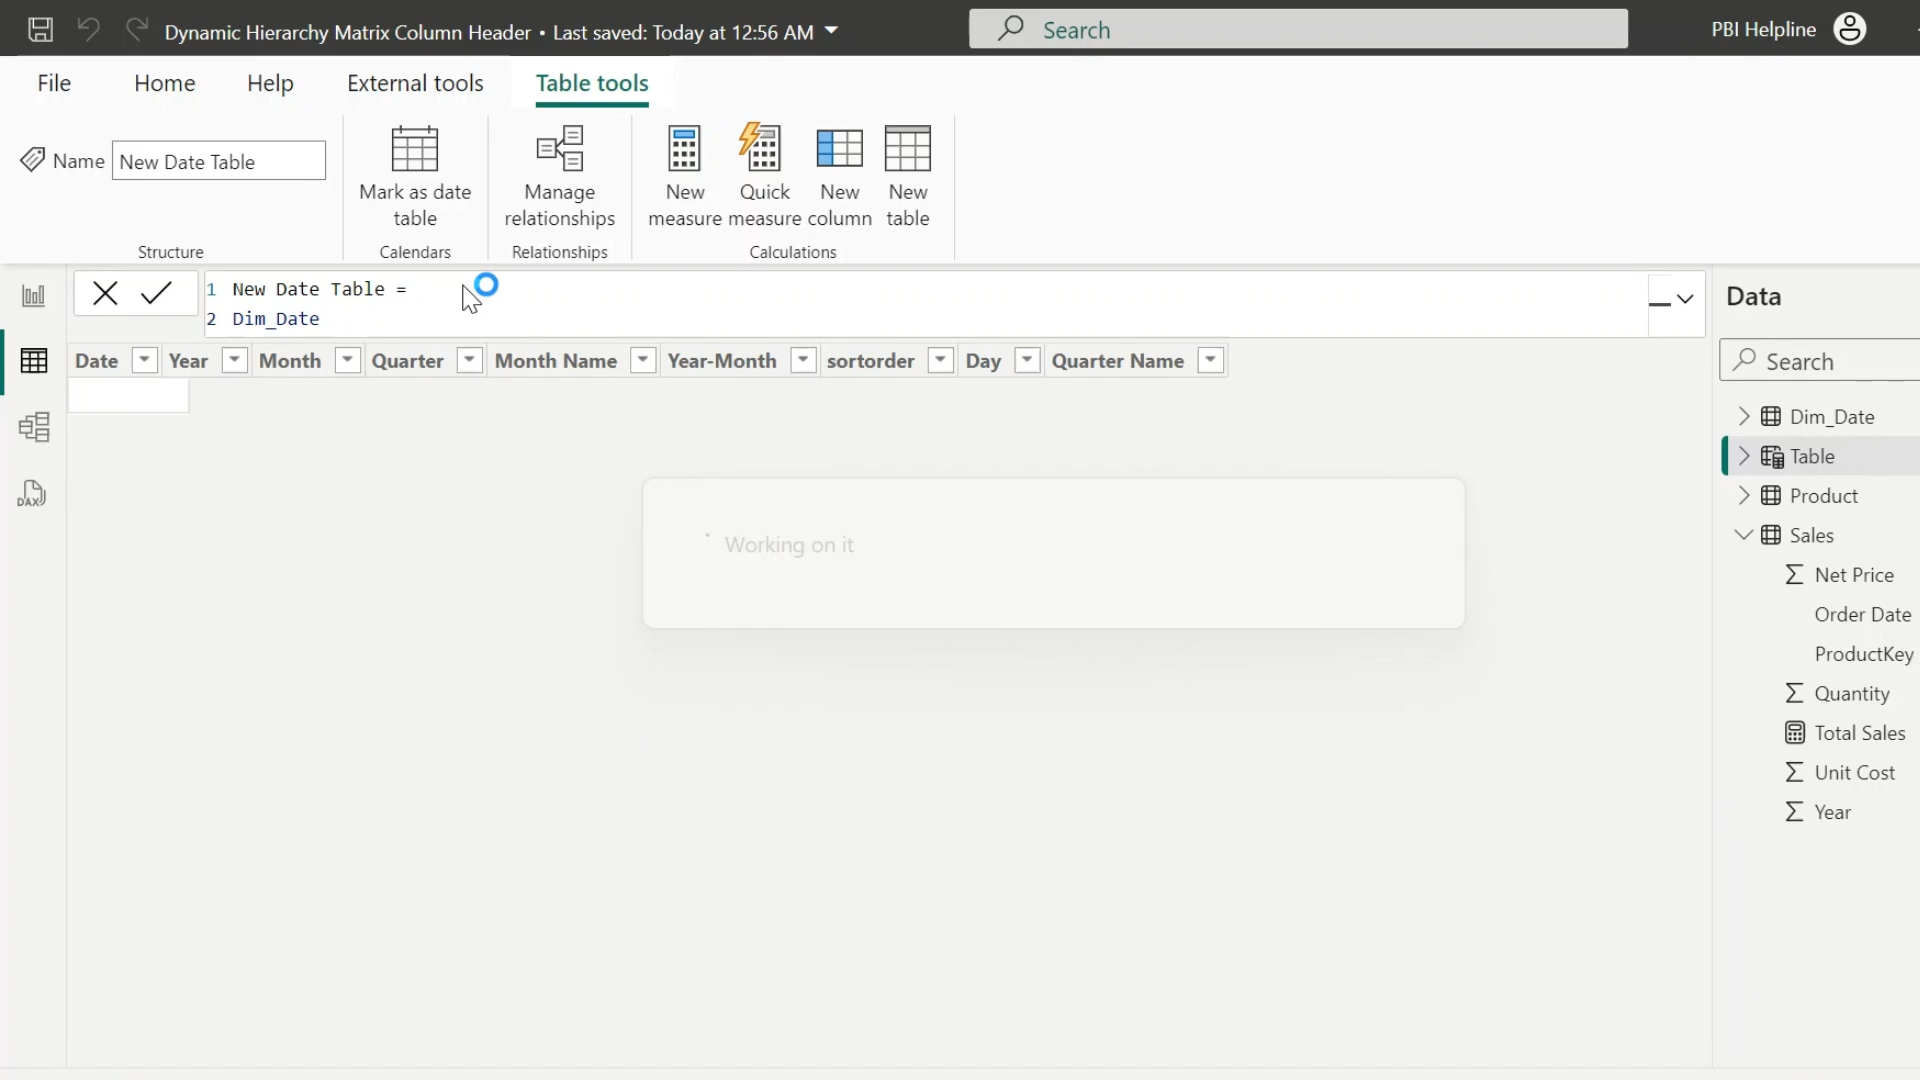 Dynamic Hierarchy Matrix Column Header • Last saved: Today at 12:56 AM
Search
PBI Helpline
File
Home
Help
External tools
Table tools
Name
New Date Table
Structure
Mark as date
table
Calendars
Manage
relationships
Relationships
New
measure
Quick
measure
New
column
New
table
Calculations
1 New Date Table =
2 Dim_Date
Date
Year
Month
Quarter
Month Name
Year-Month
sortorder
Day
Quarter Name
DAX
Working on it
Data
Search
Dim_Date
Table
Product
Sales
Net Price
Order Date
ProductKey
Quantity
Total Sales
Unit Cost
Year